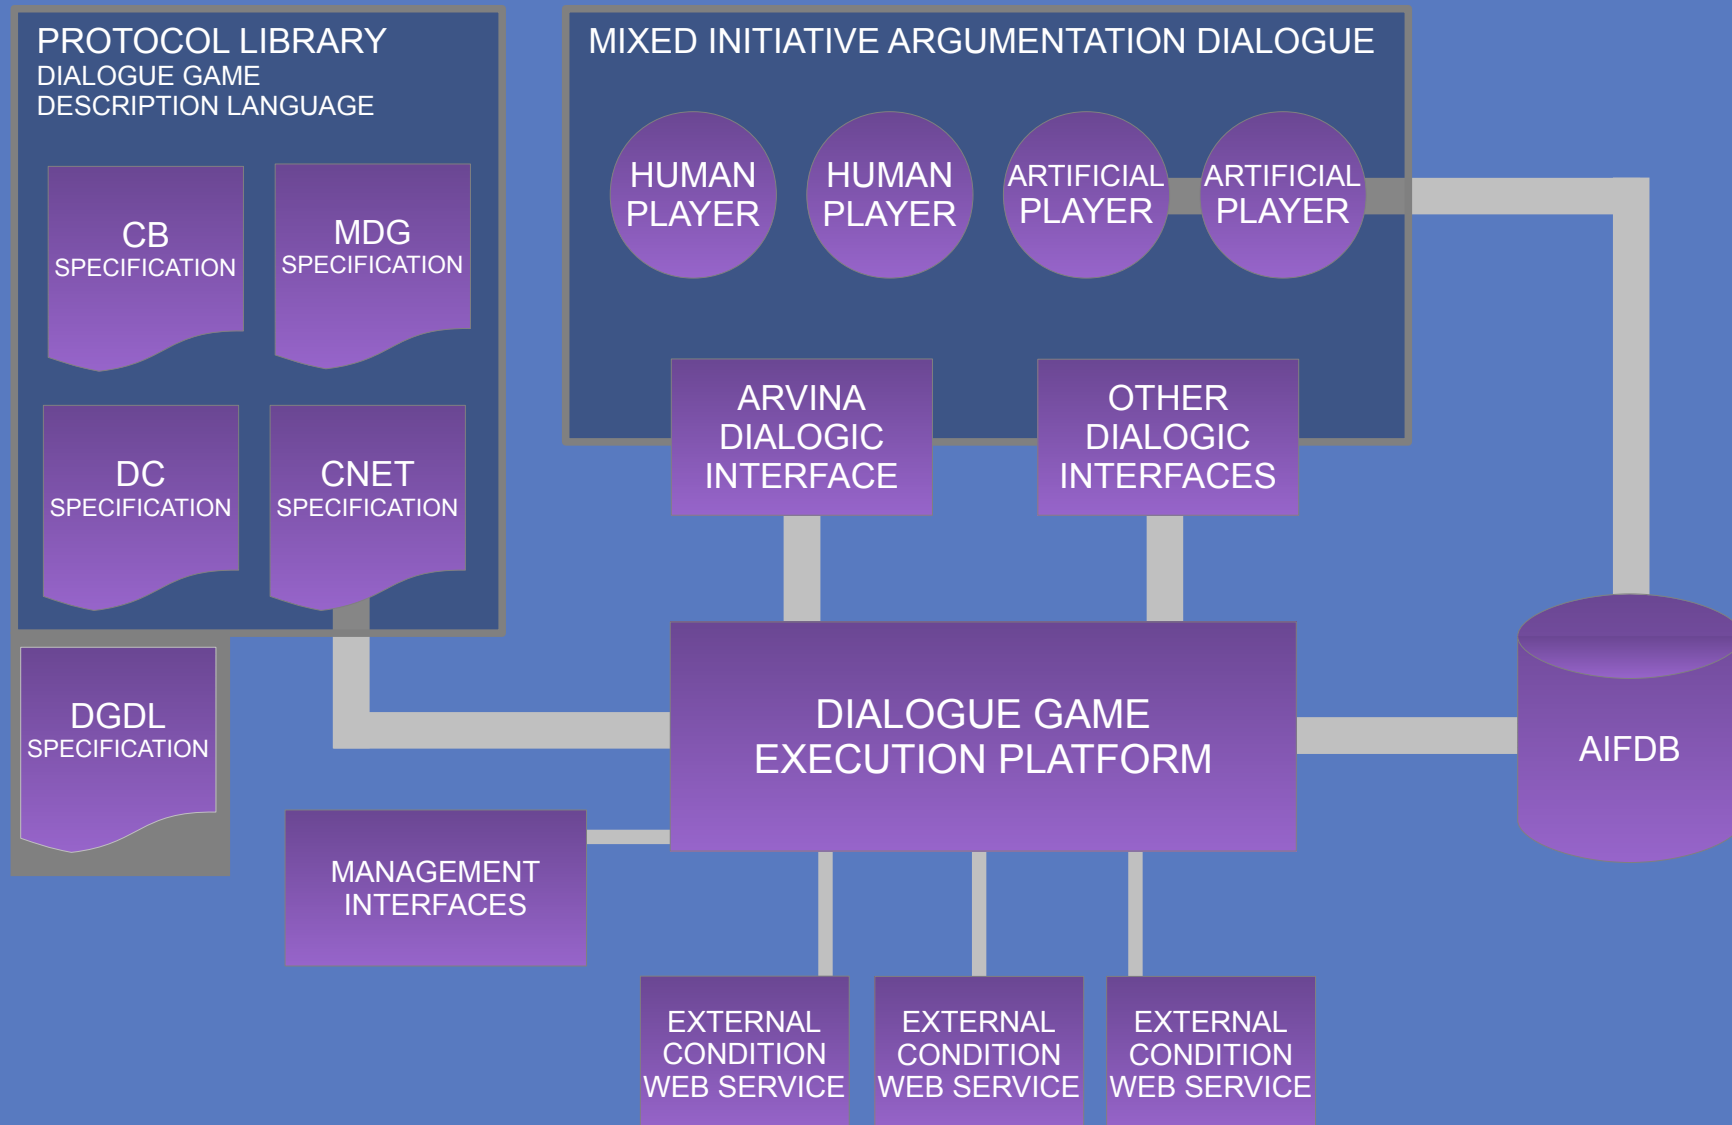 PROTOCOL LIBRARY
DIALOGUE GAME
DESCRIPTION LANGUAGE
CB
SPECIFICATION
MDG
SPECIFICATION
DC
SPECIFICATION
CNET
SPECIFICATION
DGDL
SPECIFICATION
MIXED INITIATIVE ARGUMENTATION DIALOGUE
HUMAN
PLAYER
HUMAN
PLAYER
ARTIFICIAL
PLAYER
ARTIFICIAL
PLAYER
ARVINA
DIALOGIC
INTERFACE
OTHER
DIALOGIC
INTERFACES
DIALOGUE GAME
EXECUTION PLATFORM
AIFDB
MANAGEMENT
INTERFACES
EXTERNAL
CONDITION
WEB SERVICE
EXTERNAL
CONDITION
WEB SERVICE
EXTERNAL
CONDITION
WEB SERVICE